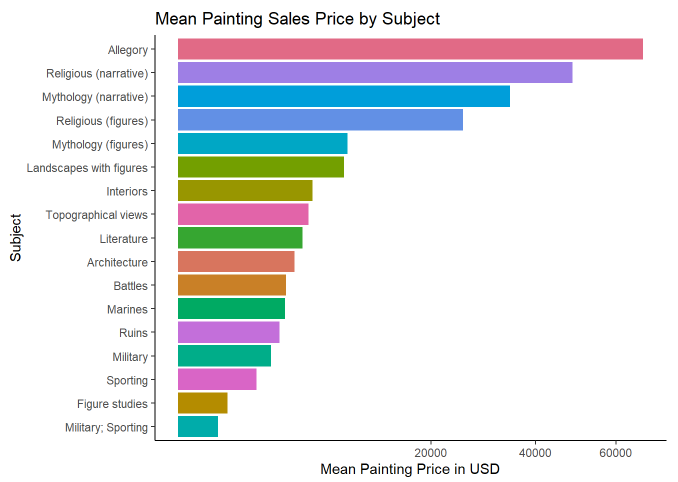 Mean Painting Sales Price by Subject
Allegory
Religious (narrative)
Mythology (narrative)
Religious (figures)
Mythology (figures)
Landscapes with figures
Interiors
Topographical views
Literature
Architecture
Battles
Marines
Ruins
Military
Sporting
Figure studies
Military; Sporting
Subject
20000 40000 60000
Mean Painting Price in USD